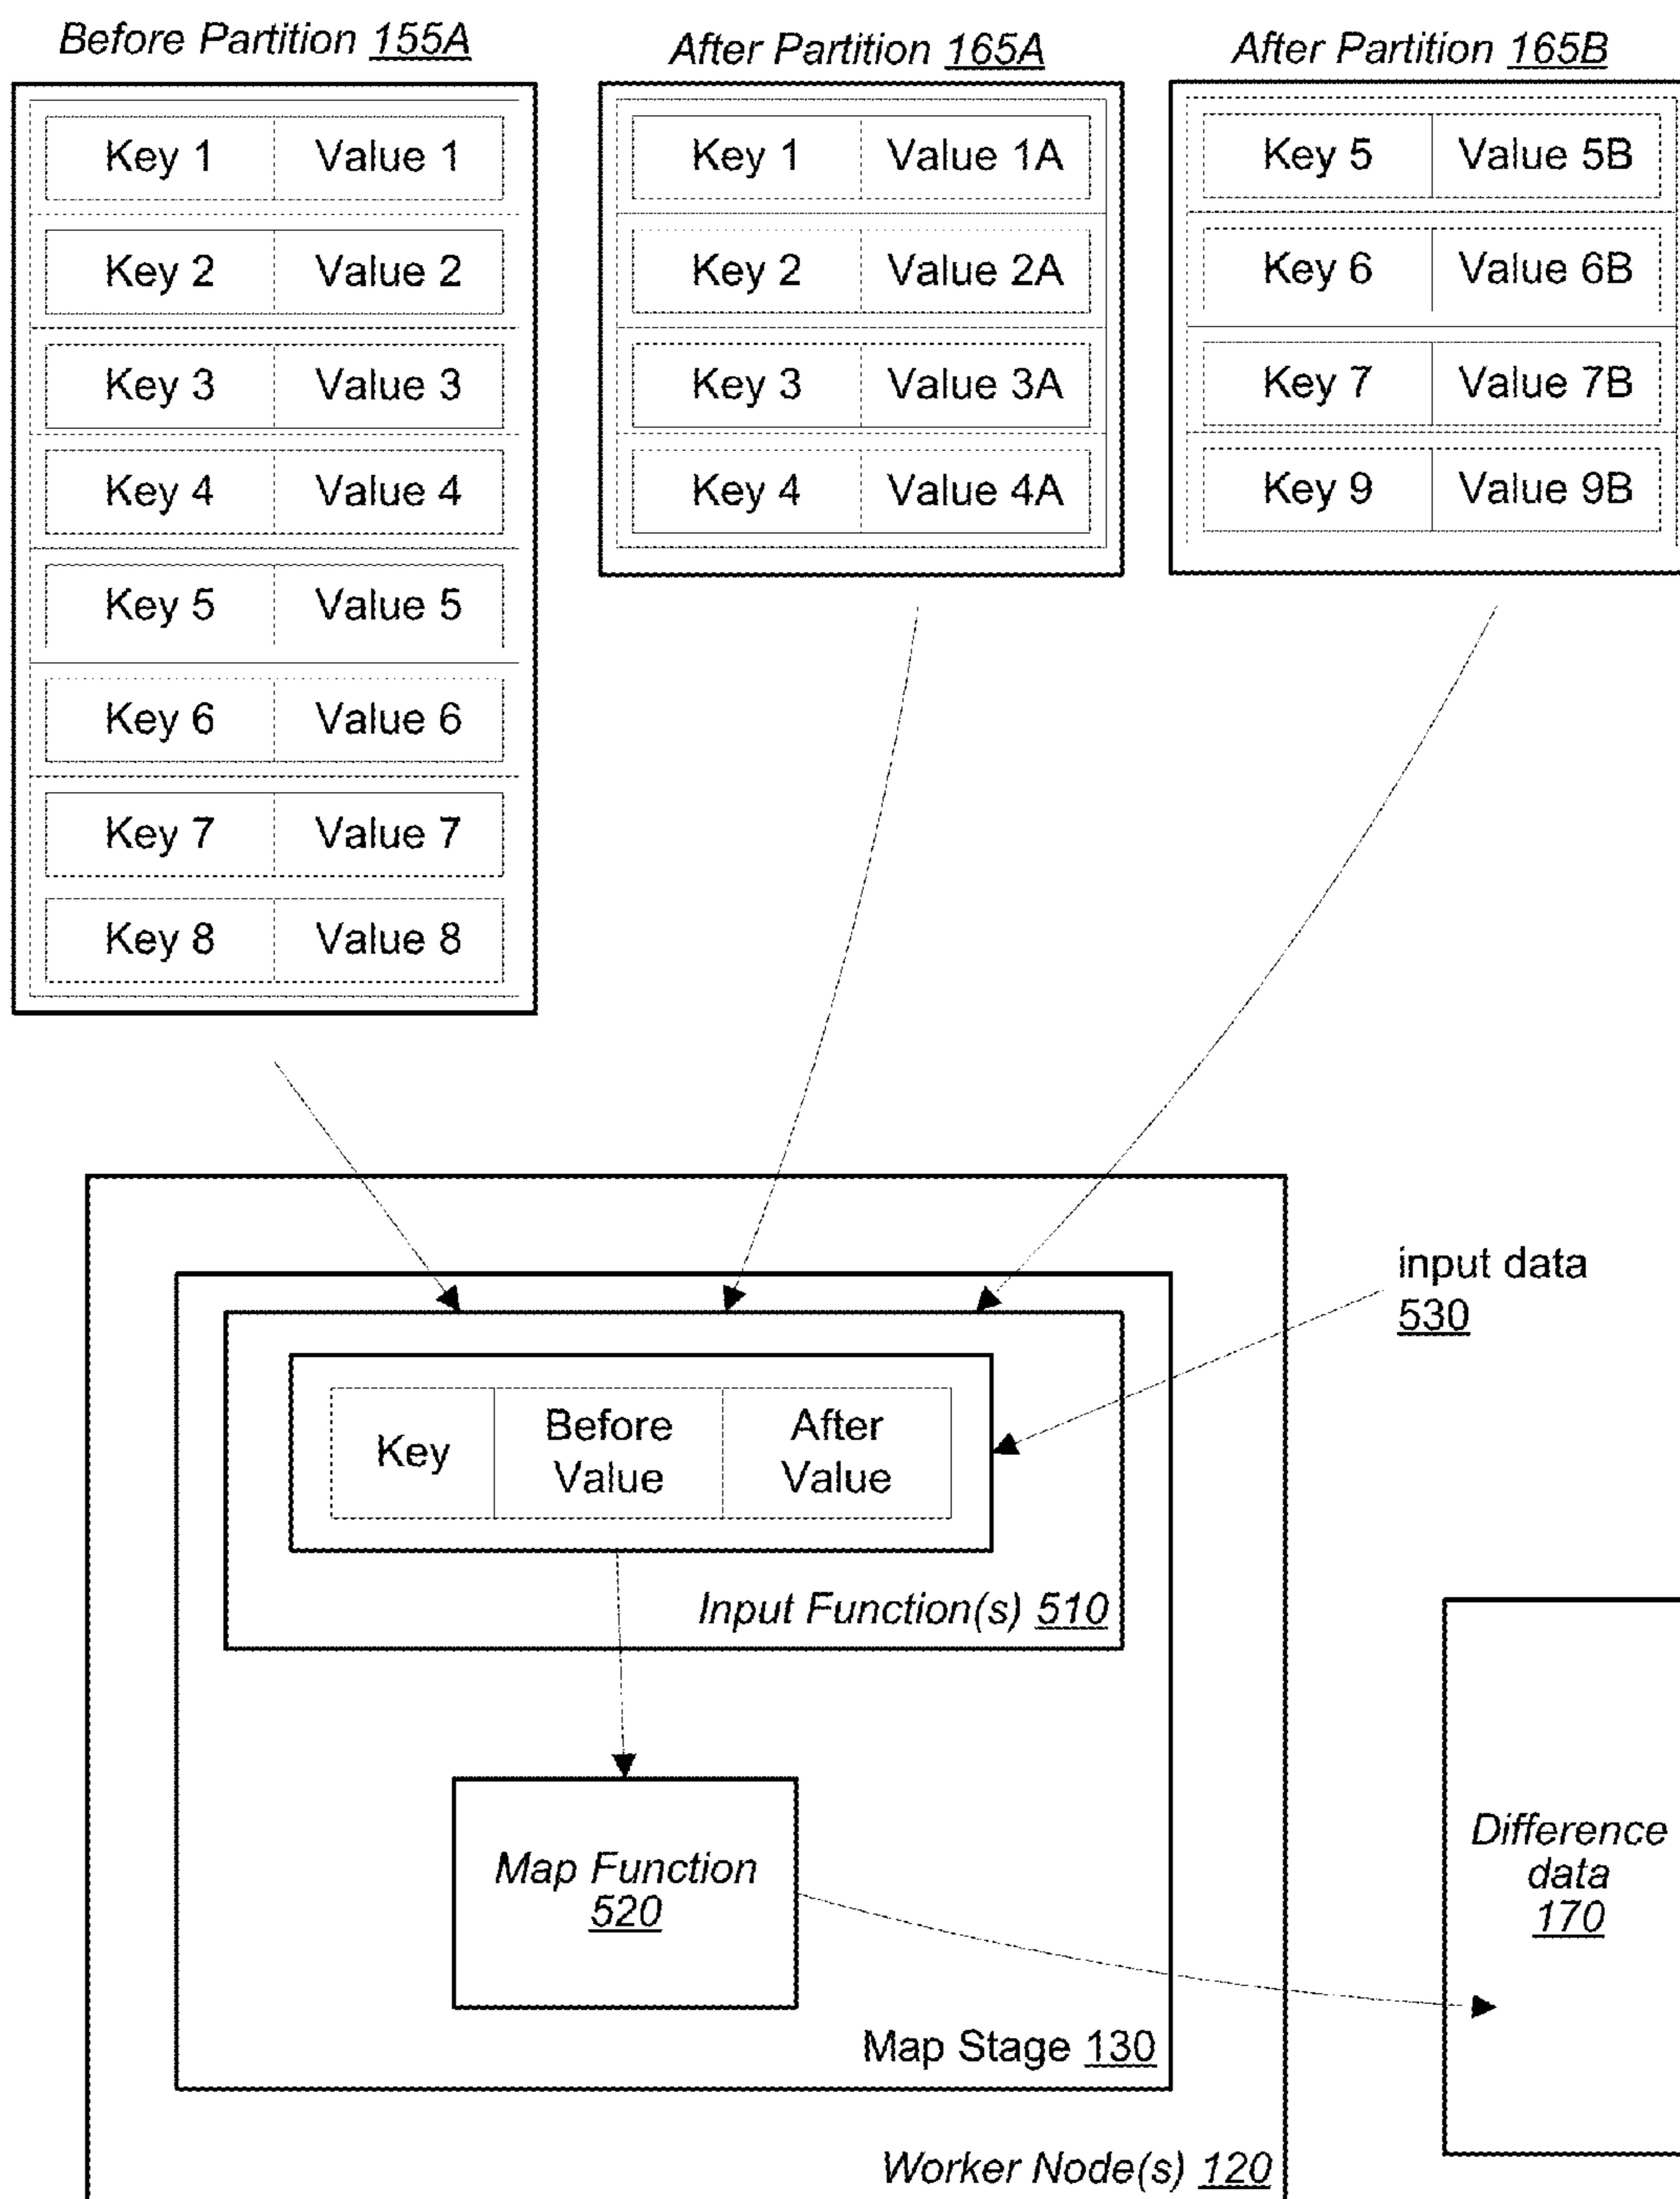 Before Partition 155A
Key 1 Value 1
Key 2 Value 2
Key 3 Value 3
Key 4 Value 4
Key 5 Value 5
Key 6 Value 6
Key 7 Value 7
Key 8 Value 8
After Partition 165A
Key 1 Value 1A
Key 2 Value 2A
Key 3 Value 3A
Key 4 Value 4A
After Partition 165B
Key 5 Value 5B
Key 6 Value 6B
Key 7 Value 7B
Key 9 Value 9B
input data
530
Key
Before
Value
After
Value
Input Function(s) 510
Map Function
520
Map Stage 130
Worker Node(s) 120
Difference
data
170